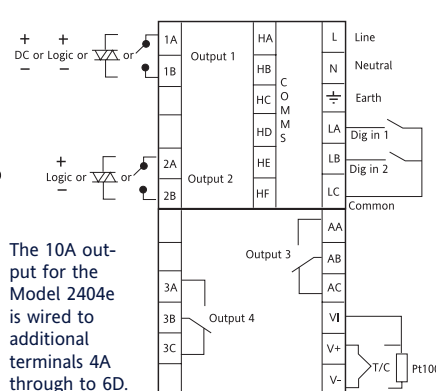 + +
DC or Logic or or
− −
1A
1B
Output 1
+
Logic or or
−
2A
2B
Output 2
HA
HB
HC
HD
HE
HF
COMMS
L Line
N Neutral
Earth
LA Dig in 1
LB Dig in 2
LC
Common
AA
AB
AC
Output 3
3A
3B
3C
Output 4
VI
V+
V-
T/C
Pt100
The 10A out-
put for the
Model 2404e
is wired to
additional
terminals 4A
through to 6D.